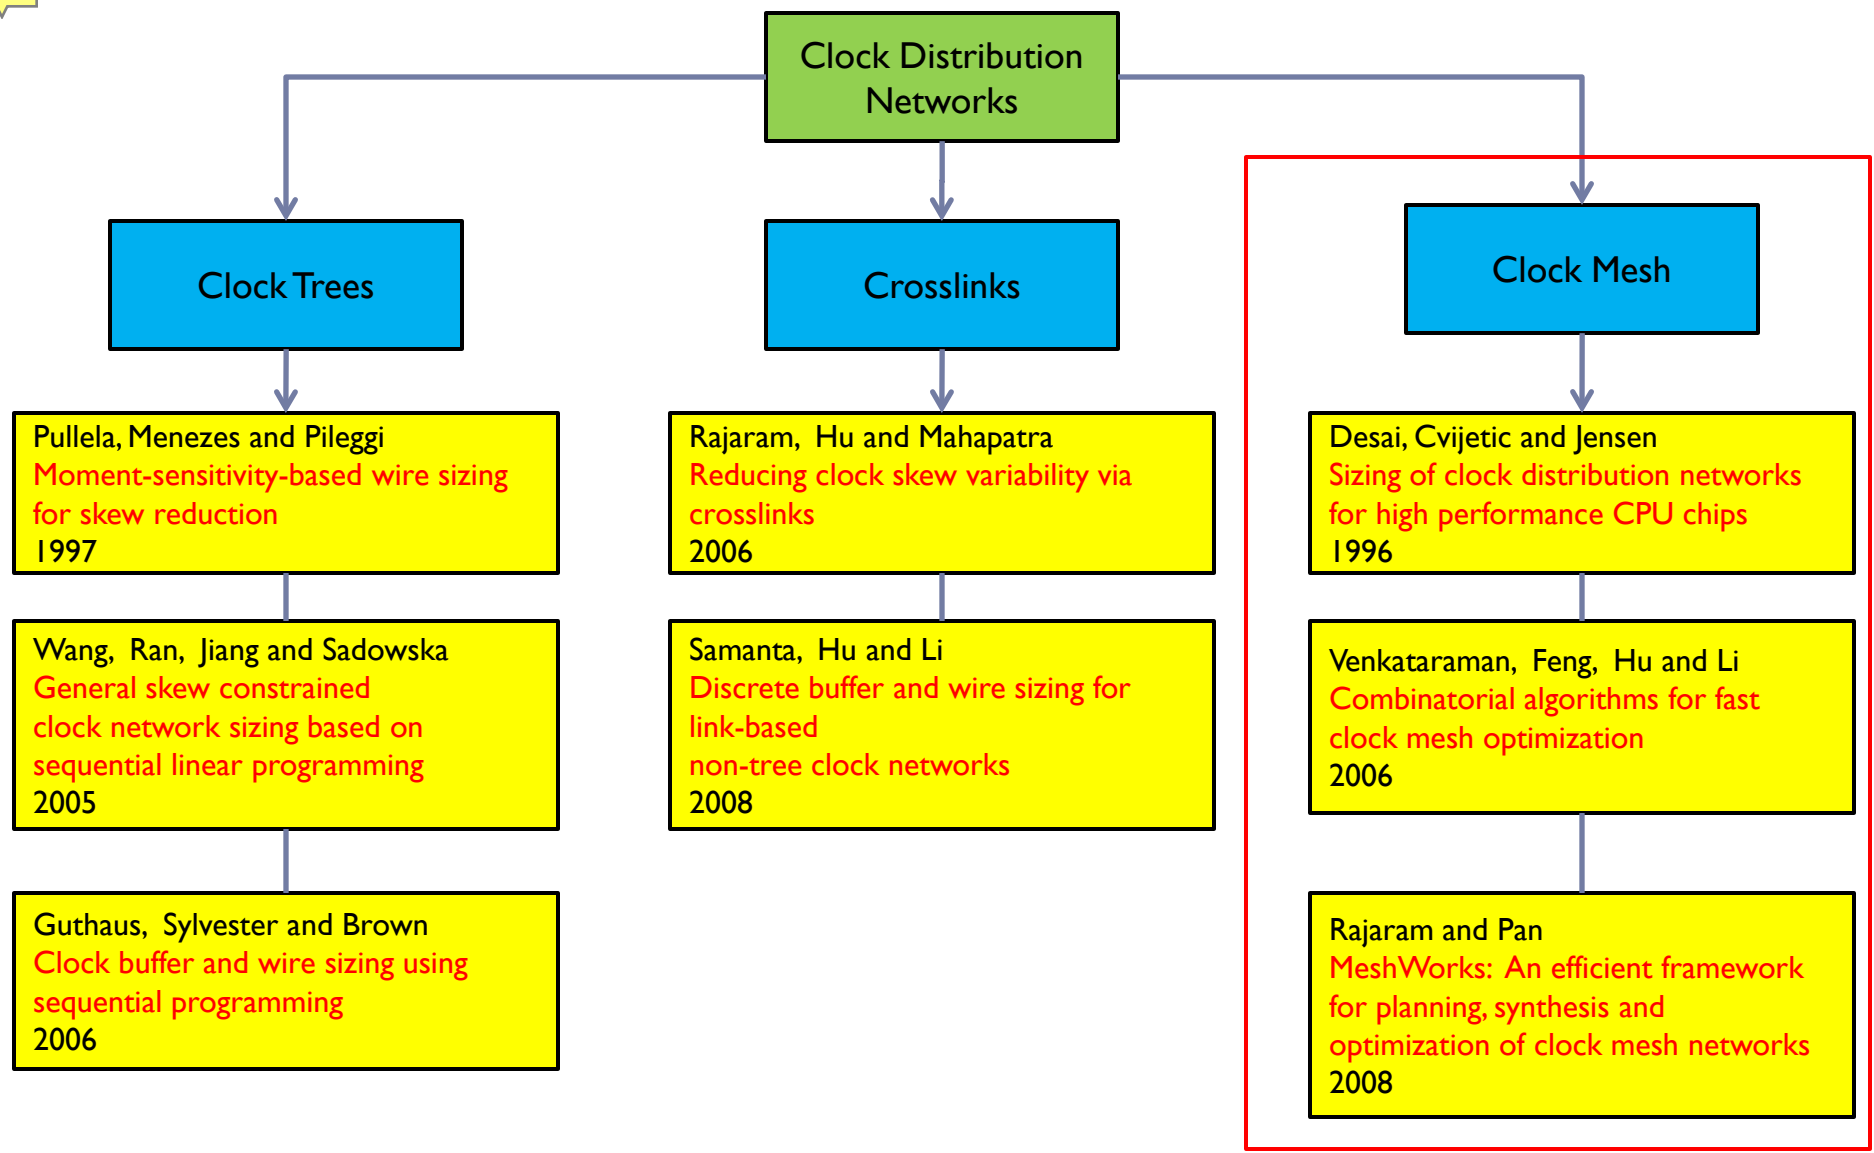 Clock Distribution
Networks
Clock Trees
Crosslinks
Clock Mesh
Pullela, Menezes and Pileggi
Moment-sensitivity-based wire sizing
for skew reduction
1997
Wang, Ran, Jiang and Sadowska
General skew constrained
clock network sizing based on
sequential linear programming
2005
Guthaus, Sylvester and Brown
Clock buffer and wire sizing using
sequential programming
2006
Rajaram, Hu and Mahapatra
Reducing clock skew variability via
crosslinks
2006
Samanta, Hu and Li
Discrete buffer and wire sizing for
link-based
non-tree clock networks
2008
Desai, Cvijetic and Jensen
Sizing of clock distribution networks
for high performance CPU chips
1996
Venkataraman, Feng, Hu and Li
Combinatorial algorithms for fast
clock mesh optimization
2006
Rajaram and Pan
MeshWorks: An efficient framework
for planning, synthesis and
optimization of clock mesh networks
2008